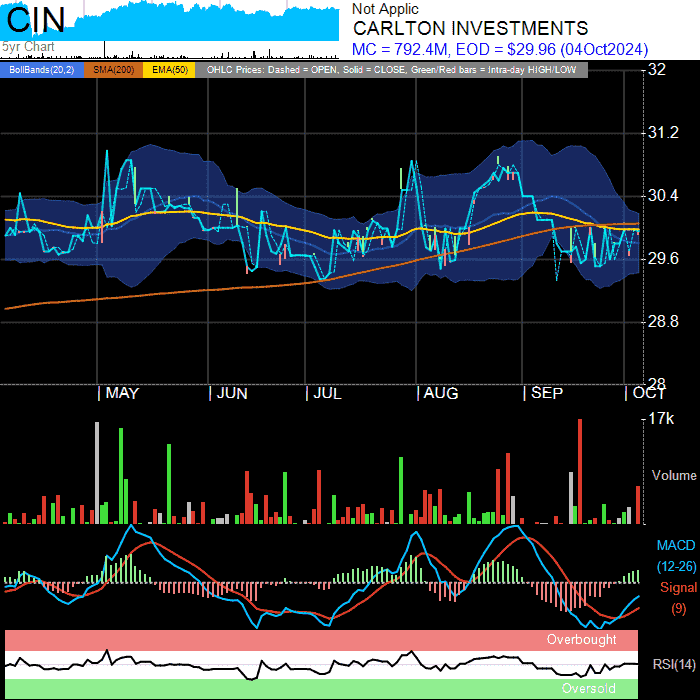 CIN
Not Applic
CARLTON INVESTMENTS
5yr Chart
MC = 792.4M, EOD = $29.96 (04Oct2024)
BollBands(20,2) SMA(200) EMA(50) OHLC Prices: Dashed = OPEN, Solid = CLOSE, Green/Red bars = Intra-day HIGH/LOW
32
31.2
30.4
29.6
28.8
28
MAY JUN JUL AUG SEP OCT
17k
Volume
MACD
(12-26)
Signal
(9)
Overbought
RSI(14)
Oversold